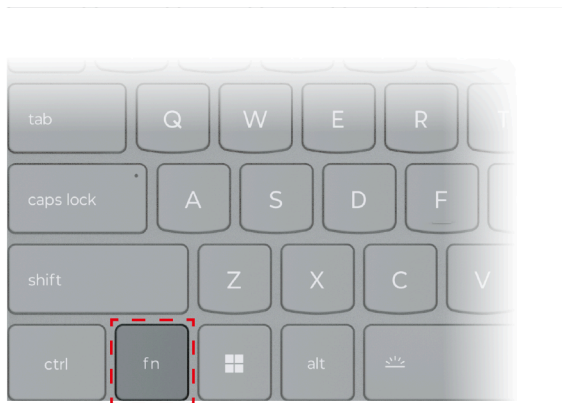 tab Q W E R T
caps lock A S D F
shift Z X C V
ctrl fn alt